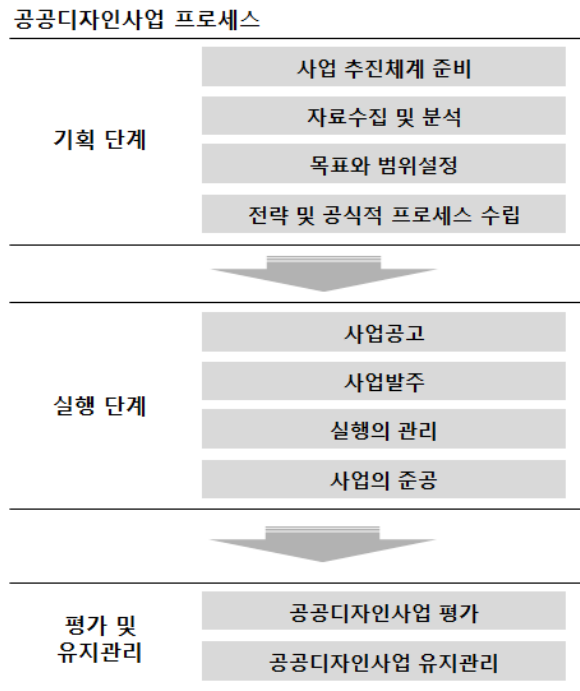 공공디자인사업 프로세스
기획 단계
사업 추진체계 준비
자료수집 및 분석
목표와 범위설정
전략 및 공식적 프로세스 수립
실행 단계
사업공고
사업발주
실행의 관리
사업의 준공
평가 및
유지관리
공공디자인사업 평가
공공디자인사업 유지관리